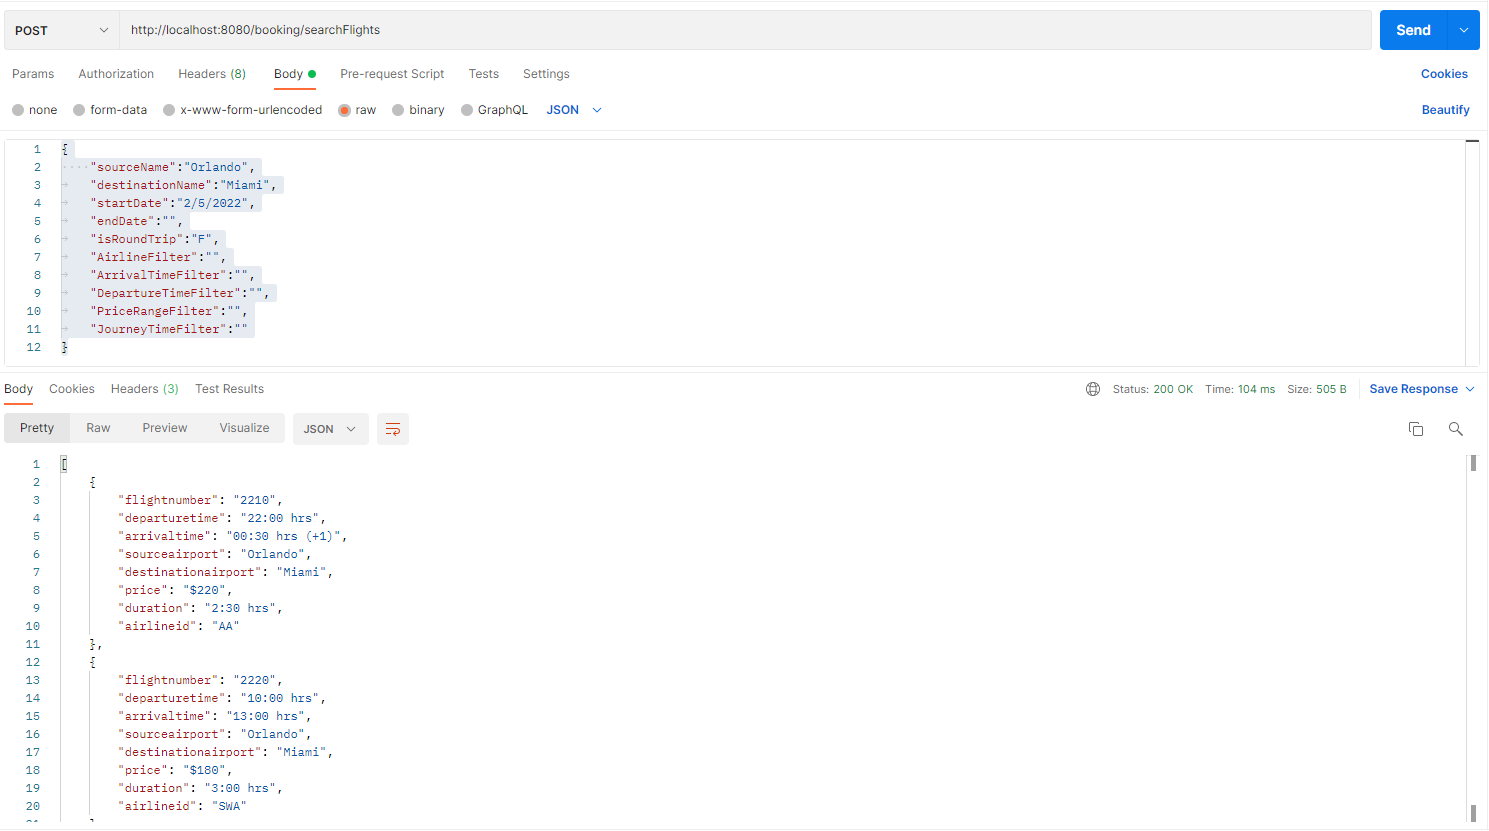 POST http://localhost:8080/booking/searchFlights Send
Params Authorization Headers (8) Body Pre-request Script Tests Settings Cookies
none form-data x-www-form-urlencoded raw binary GraphQL JSON Beautify
1 {
2 "sourceName":"Orlando",
3 "destinationName":"Miami",
4 "startDate":"2/5/2022",
5 "endDate":"",
6 "isRoundTrip":"F",
7 "AirlineFilter":"",
8 "ArrivalTimeFilter":"",
9 "DepartureTimeFilter":"",
10 "PriceRangeFilter":"",
11 "JourneyTimeFilter":""
12 }
Body Cookies Headers (3) Test Results Status: 200 OK Time: 104 ms Size: 505 B Save Response
Pretty Raw Preview Visualize JSON
1 [
2 {
3 "flightnumber": "2210",
4 "departuretime": "22:00 hrs",
5 "arrivaltime": "00:30 hrs (+1)",
6 "sourceairport": "Orlando",
7 "destinationairport": "Miami",
8 "price": "$220",
9 "duration": "2:30 hrs",
10 "airlineid": "AA"
11 },
12 {
13 "flightnumber": "2220",
14 "departuretime": "10:00 hrs",
15 "arrivaltime": "13:00 hrs",
16 "sourceairport": "Orlando",
17 "destinationairport": "Miami",
18 "price": "$180",
19 "duration": "3:00 hrs",
20 "airlineid": "SWA"